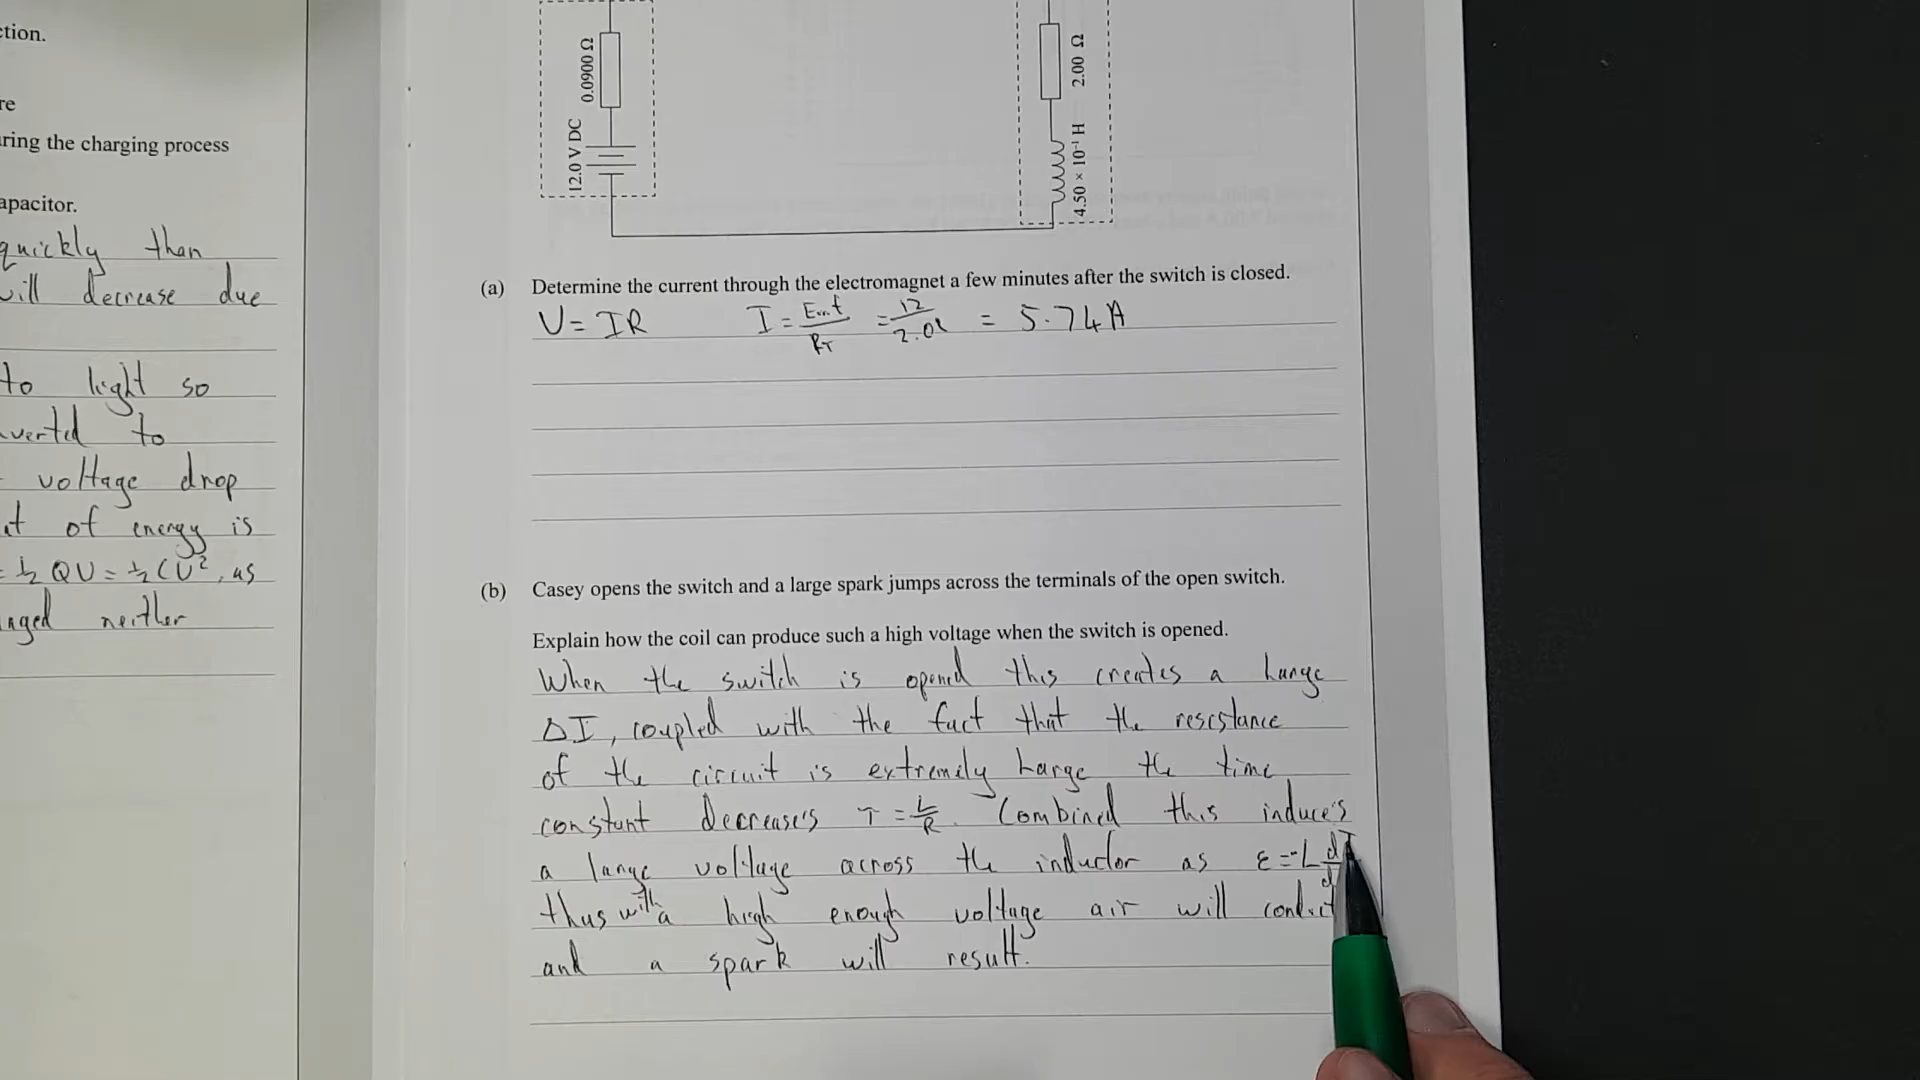 ction.
re
ring the charging process
apacitor.
quickly than
will decrease due
to light so
verted to
voltage drop
of energy is
= ½ QU = ½ CU², as
nged neither
12.0 V DC
0.0900 Ω
4.50 × 10⁻¹ H
2.00 Ω
(a) Determine the current through the electromagnet a few minutes after the switch is closed.
V = IR I = Emf / RT = 12 / 2.09 = 5.74 A
(b) Casey opens the switch and a large spark jumps across the terminals of the open switch.
Explain how the coil can produce such a high voltage when the switch is opened.
When the switch is opened this creates a large
ΔI, coupled with the fact that the resistance
of the circuit is extremely large the time
constant decrease's τ = L/R. Combined this induce's
a large voltage across the inductor as ε = -L dI
thus with a high enough voltage air will conduct
and a spark will result.